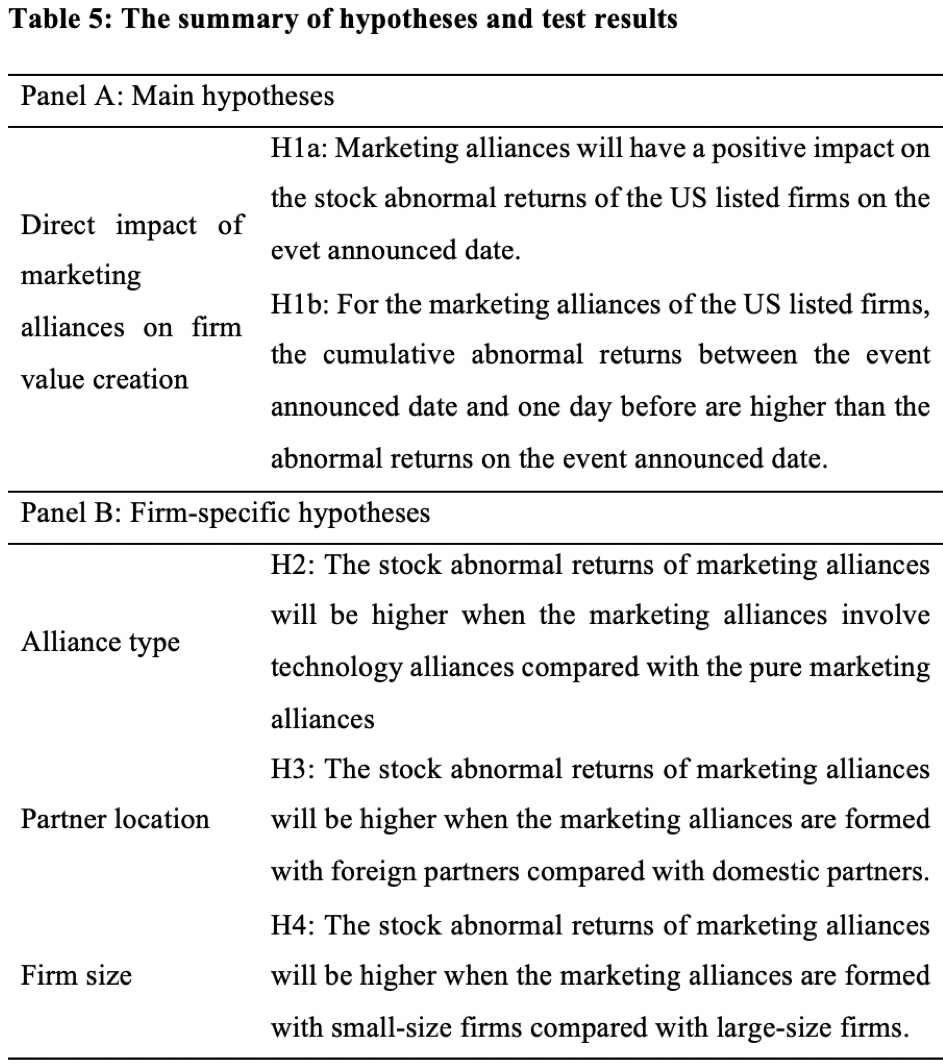 Table 5: The summary of hypotheses and test results
Panel A: Main hypotheses
Direct impact of
marketing
alliances on firm
value creation
H1a: Marketing alliances will have a positive impact on
the stock abnormal returns of the US listed firms on the
evet announced date.
H1b: For the marketing alliances of the US listed firms,
the cumulative abnormal returns between the event
announced date and one day before are higher than the
abnormal returns on the event announced date.
Panel B: Firm-specific hypotheses
Alliance type
H2: The stock abnormal returns of marketing alliances
will be higher when the marketing alliances involve
technology alliances compared with the pure marketing
alliances
Partner location
H3: The stock abnormal returns of marketing alliances
will be higher when the marketing alliances are formed
with foreign partners compared with domestic partners.
Firm size
H4: The stock abnormal returns of marketing alliances
will be higher when the marketing alliances are formed
with small-size firms compared with large-size firms.